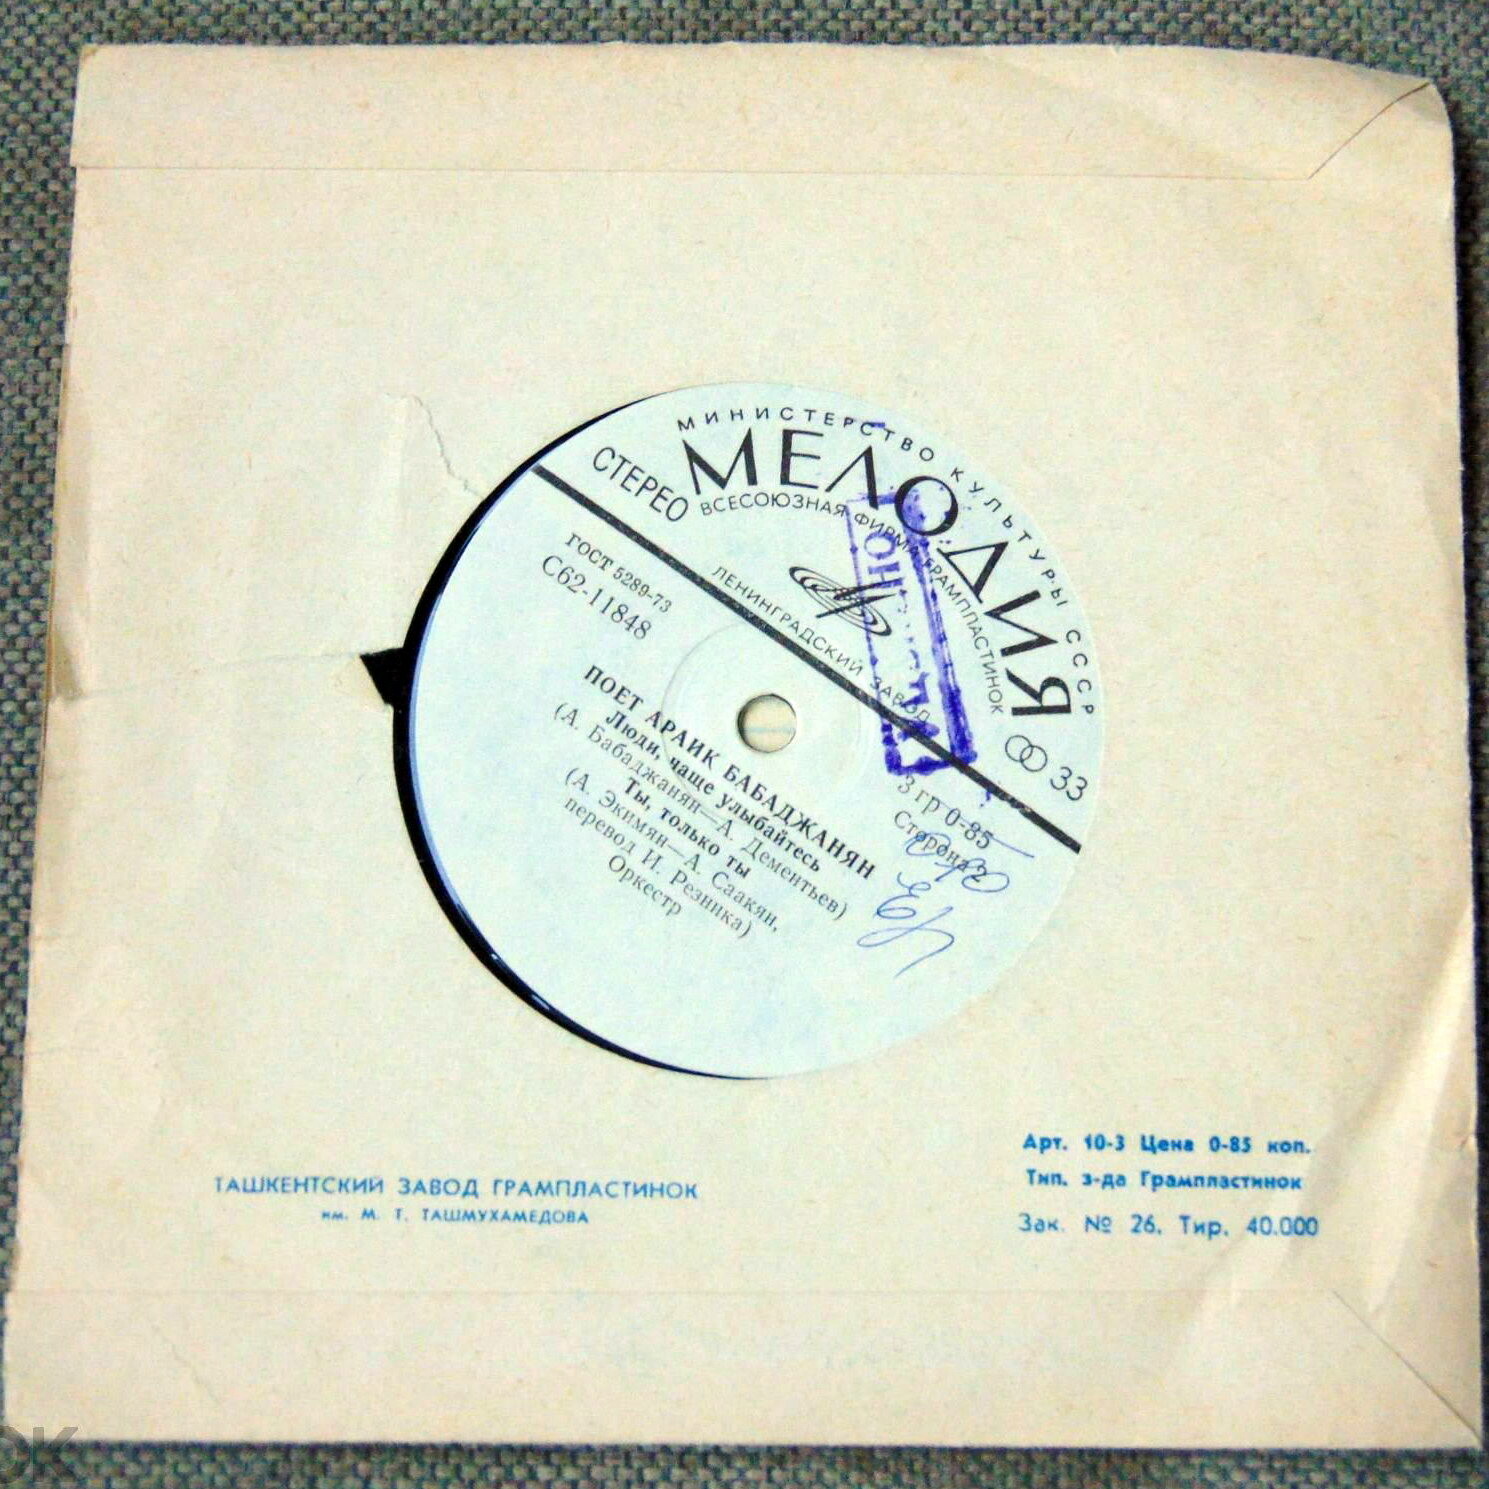 МИНИСТЕРСТВО КУЛЬТУРЫ СССР
МЕЛОДИЯ
ВСЕСОЮЗНАЯ ФИРМА ГРАМПЛАСТИНОК
СТЕРЕО
33
ЛЕНИНГРАДСКИЙ ЗАВОД
ГОСТ 5289-73
С62-11848
3 гр 0-85
Сторона 2
ПОЕТ АРАИК БАБАДЖАНЯН
Люди, чаще улыбайтесь
(А. Бабаджанян—А. Дементьев)
Ты, только ты
(А. Экимян—А. Саакян,
перевод И. Резника)
Оркестр
ТАШКЕНТСКИЙ ЗАВОД ГРАМПЛАСТИНОК
им. М. Т. ТАШМУХАМЕДОВА
Арт. 10-3 Цена 0-85 коп.
Тип. з-да Грампластинок
Зак. № 26. Тир. 40.000
ОК